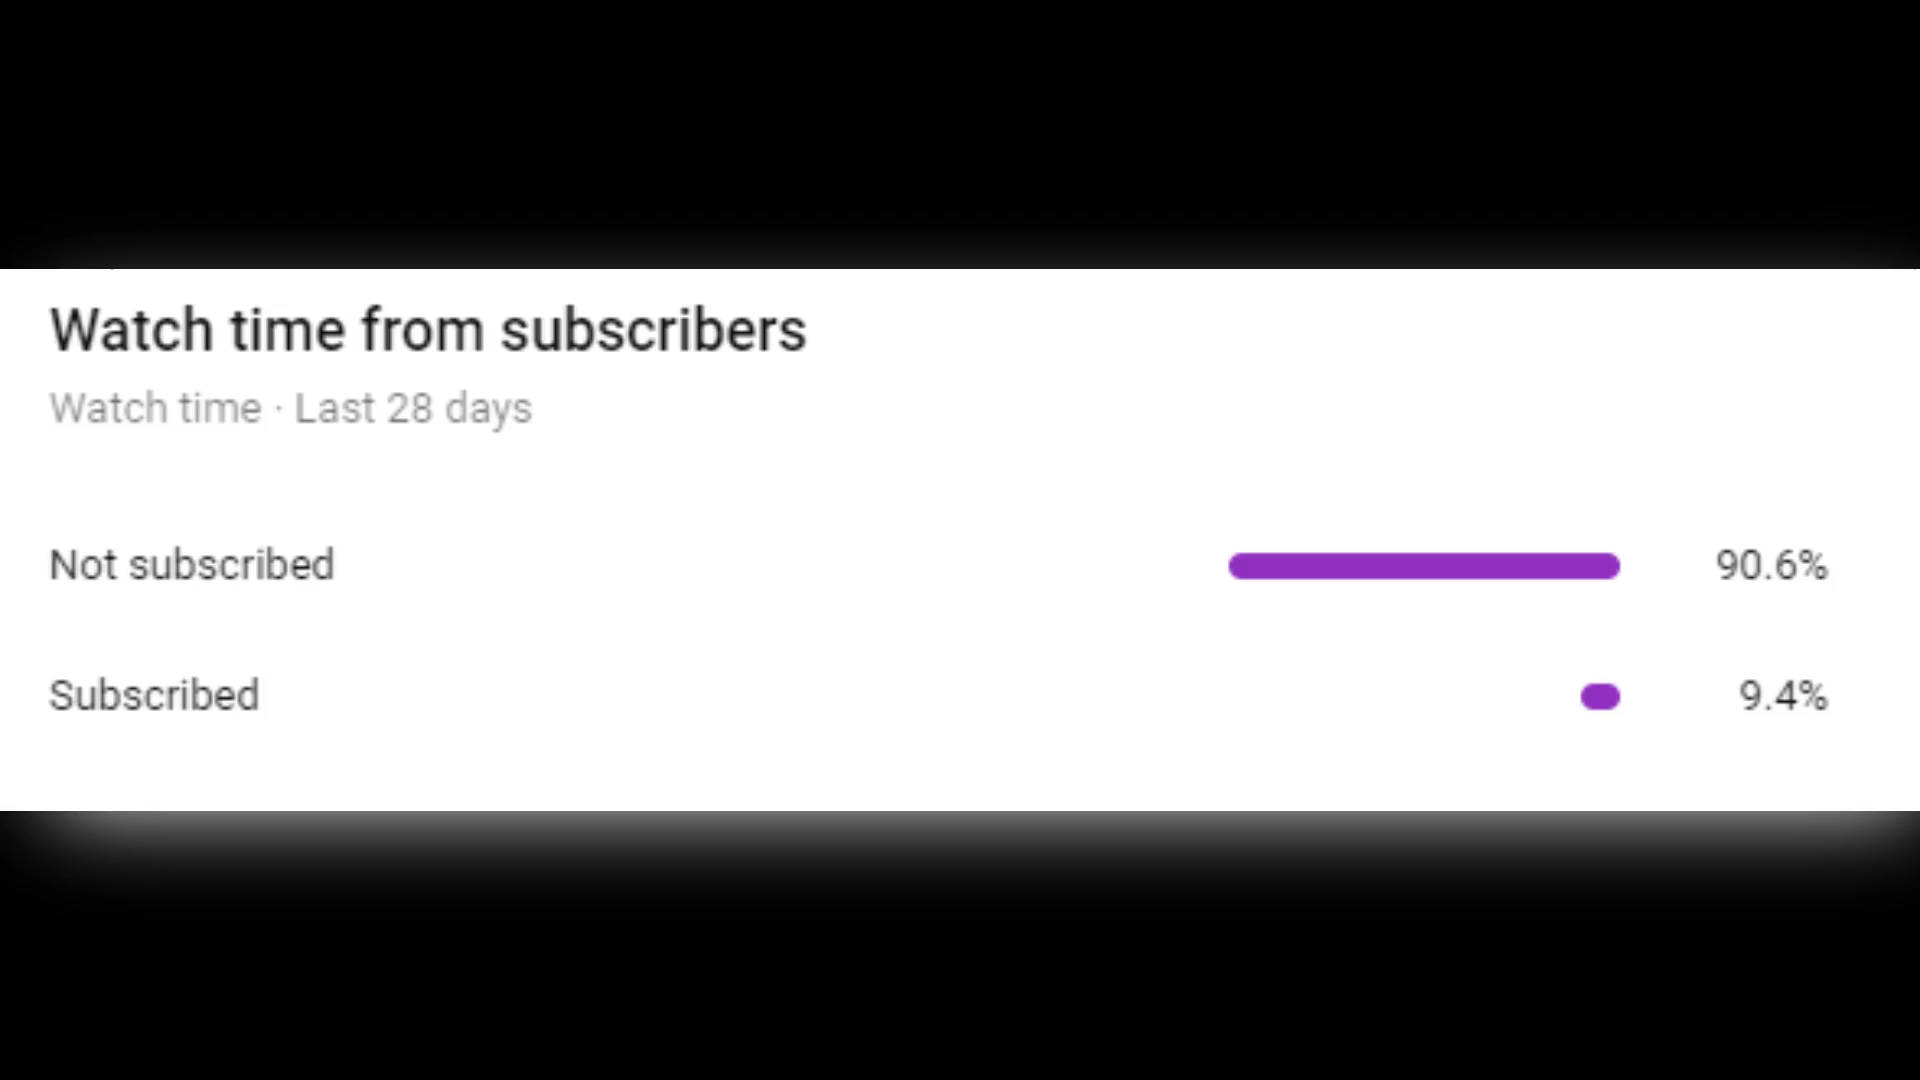 Watch time from subscribers
Watch time · Last 28 days
Not subscribed 90.6%
Subscribed 9.4%